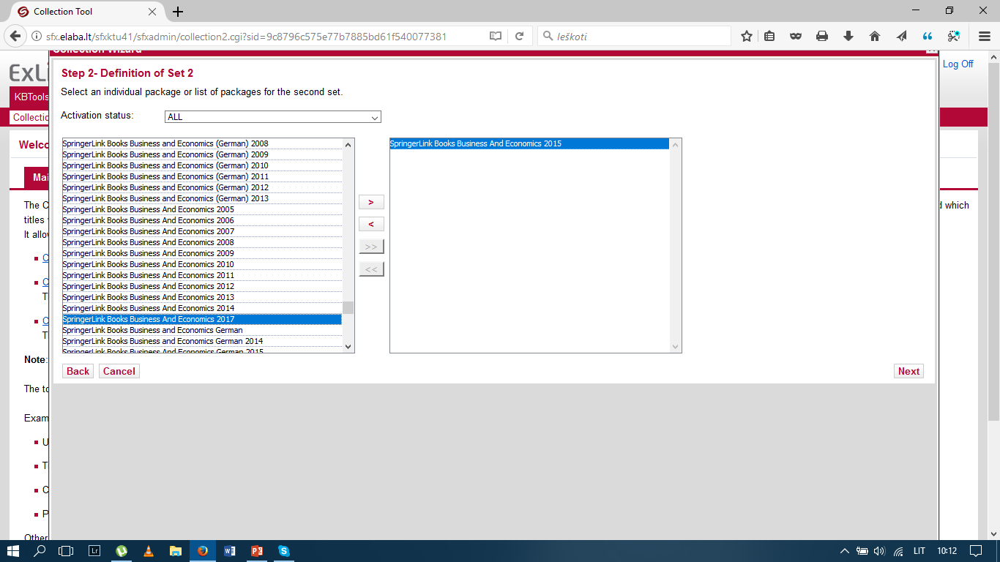 Collection Tool
sfx.elaba.lt/sfxktu41/sfxadmin/collection2.cgi?sid=9c8796c575e77b7885bd61f540077381
Ieškoti
Collection Wizard
ExLi
Log Off
KBTools
Collectio
Step 2- Definition of Set 2
Select an individual package or list of packages for the second set.
Activation status:
ALL
Welco
Mai
The C
d which
titles
It allo
C
C
T
C
T
Note:
The to
Exam
U
T
C
P
Other
SpringerLink Books Business and Economics (German) 2008
SpringerLink Books Business and Economics (German) 2009
SpringerLink Books Business and Economics (German) 2010
SpringerLink Books Business and Economics (German) 2011
SpringerLink Books Business and Economics (German) 2012
SpringerLink Books Business and Economics (German) 2013
SpringerLink Books Business And Economics 2005
SpringerLink Books Business And Economics 2006
SpringerLink Books Business And Economics 2007
SpringerLink Books Business And Economics 2008
SpringerLink Books Business And Economics 2009
SpringerLink Books Business And Economics 2010
SpringerLink Books Business And Economics 2011
SpringerLink Books Business And Economics 2012
SpringerLink Books Business And Economics 2013
SpringerLink Books Business And Economics 2014
SpringerLink Books Business And Economics 2017
SpringerLink Books Business and Economics German
SpringerLink Books Business and Economics German 2014
SpringerLink Books Business And Economics German 2015
>
<
>>
<<
SpringerLink Books Business And Economics 2015
Back
Cancel
Next
LIT
10:12